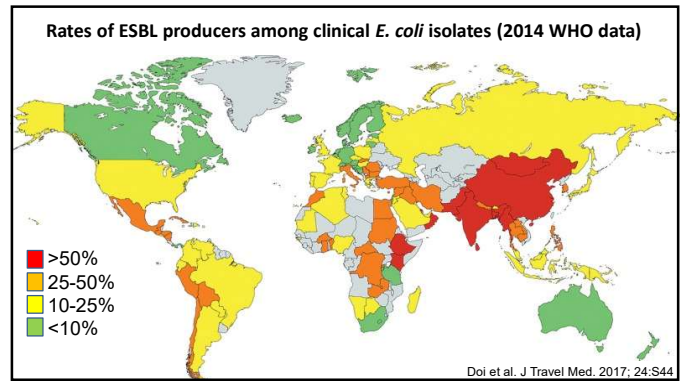 Rates of ESBL producers among clinical E. coli isolates (2014 WHO data)
>50%
25-50%
10-25%
<10%
Doi et al. J Travel Med. 2017; 24:S44